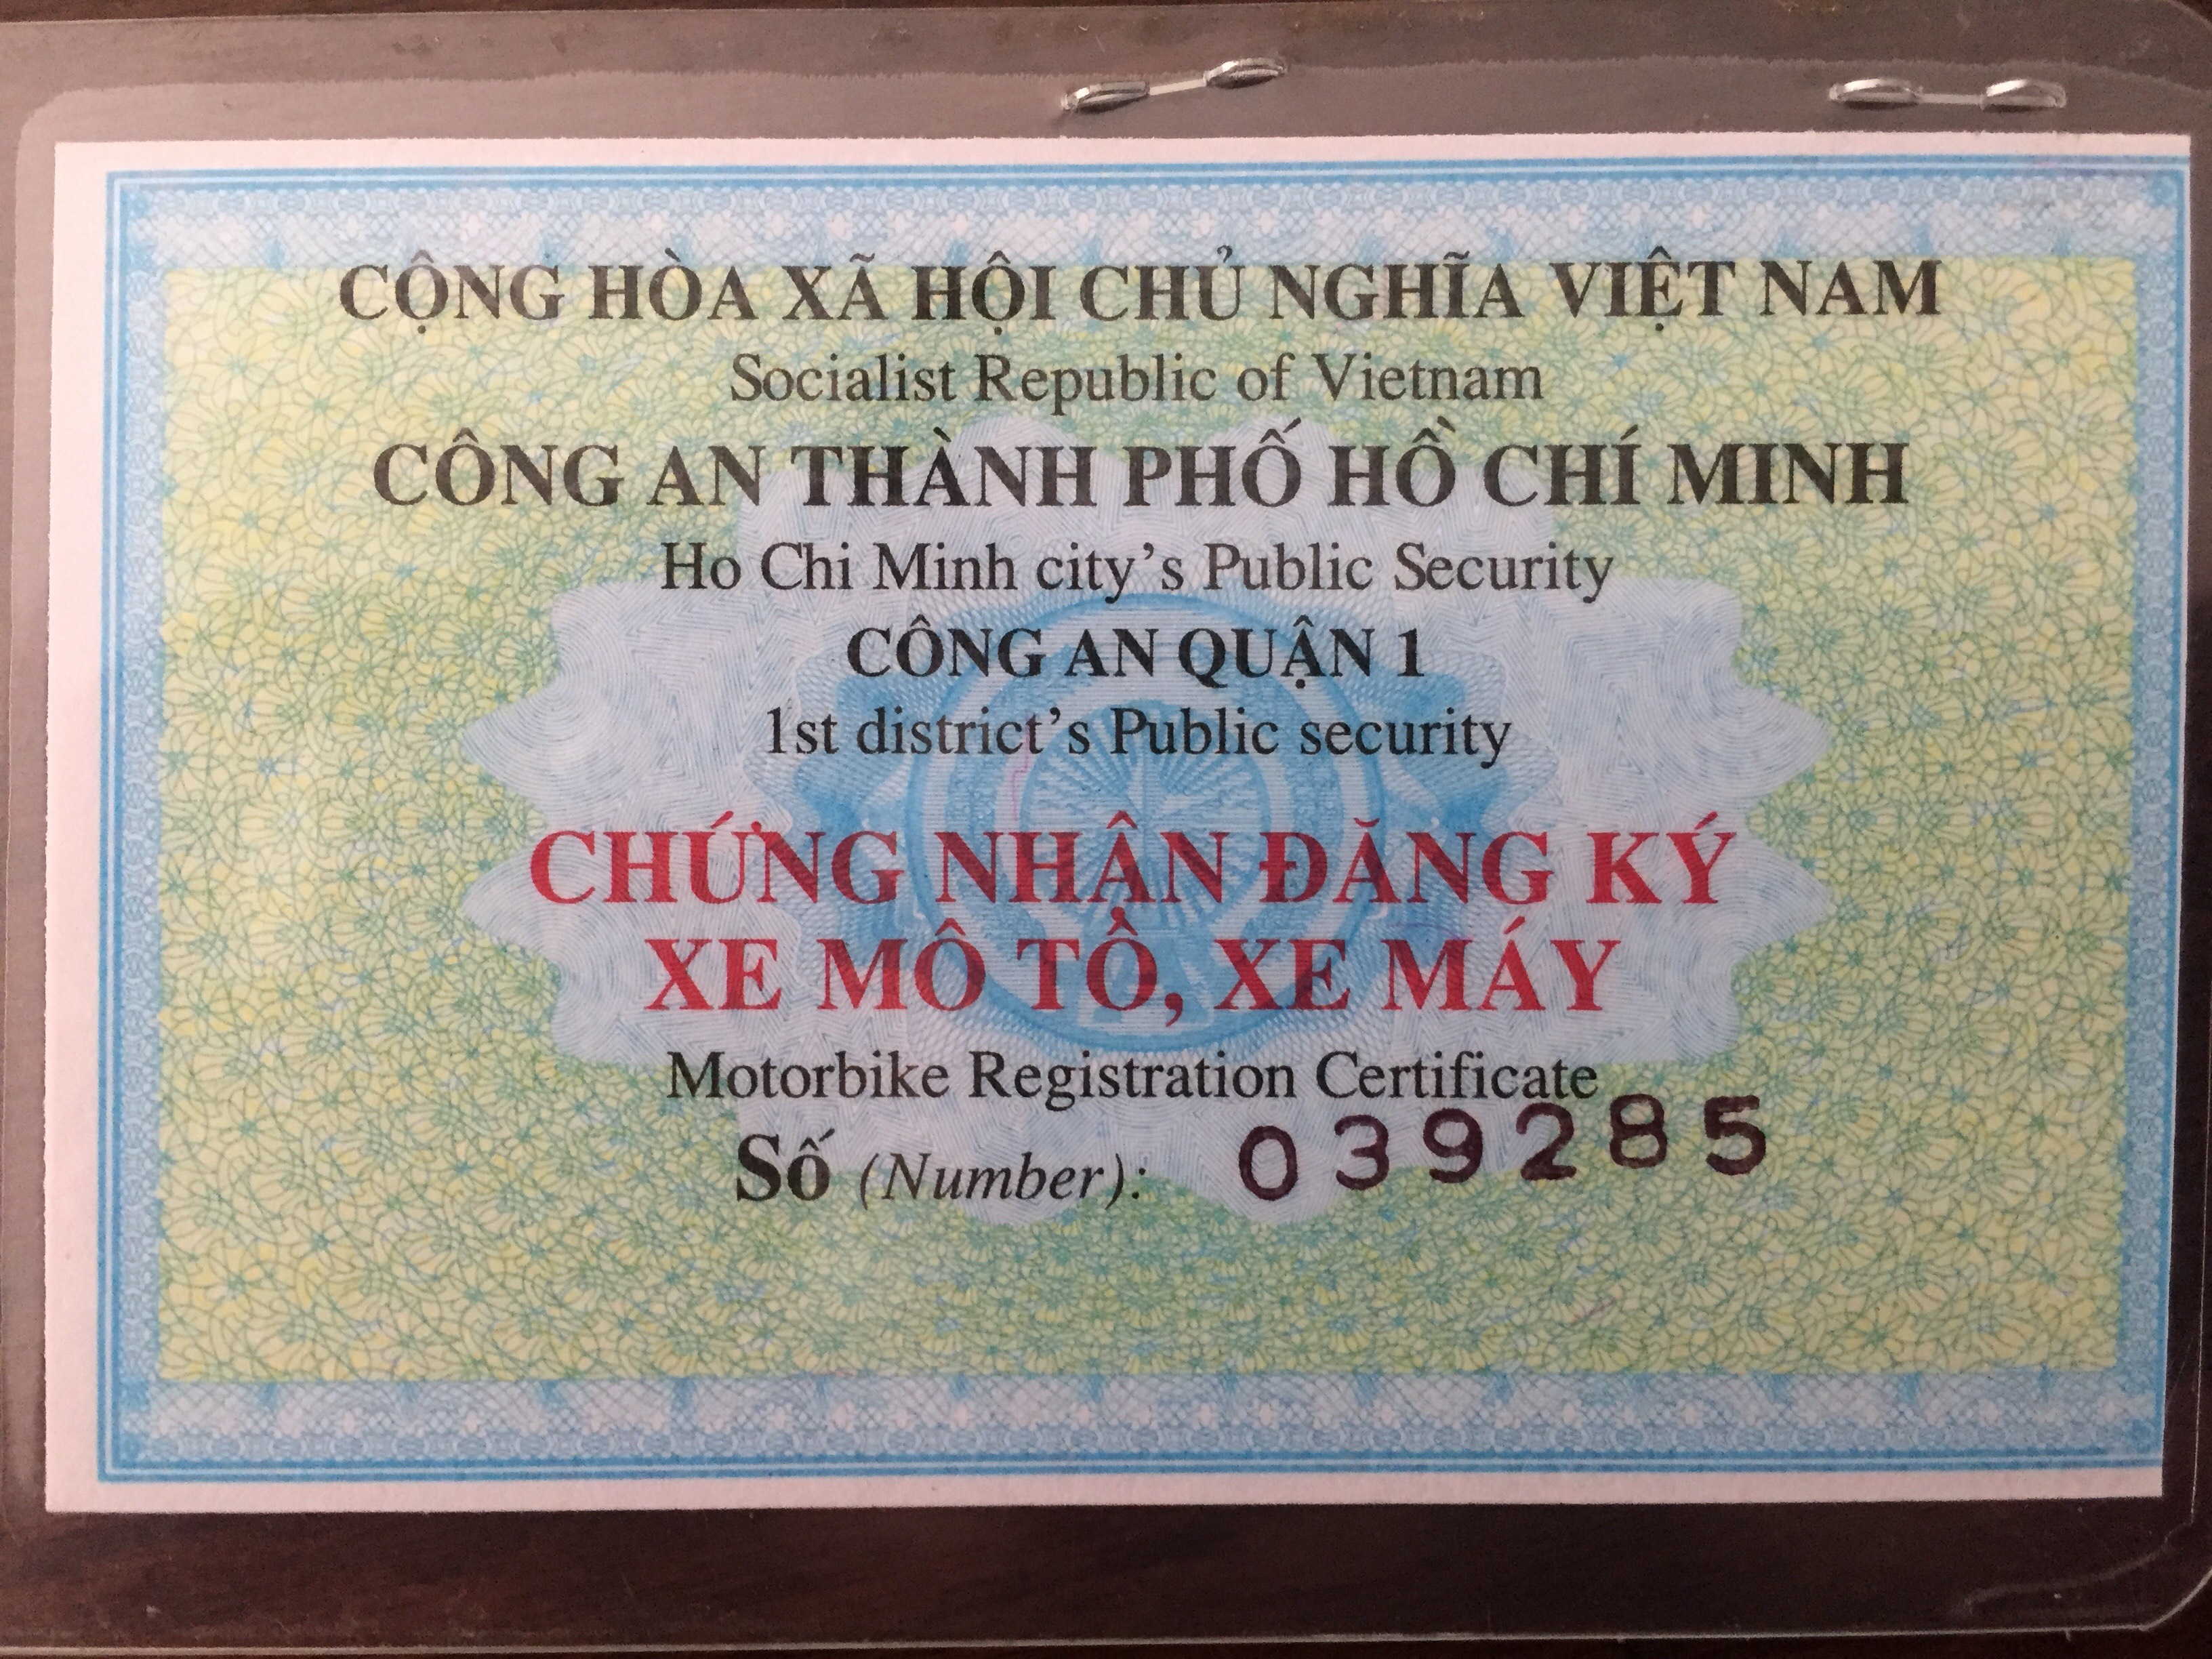 CỘNG HÒA XÃ HỘI CHỦ NGHĨA VIỆT NAM
Socialist Republic of Vietnam
CÔNG AN THÀNH PHỐ HỒ CHÍ MINH
Ho Chi Minh city's Public Security
CÔNG AN QUẬN 1
1st district's Public security
CHỨNG NHẬN ĐĂNG KÝ
XE MÔ TÔ, XE MÁY
Motorbike Registration Certificate
Số (Number): 039285